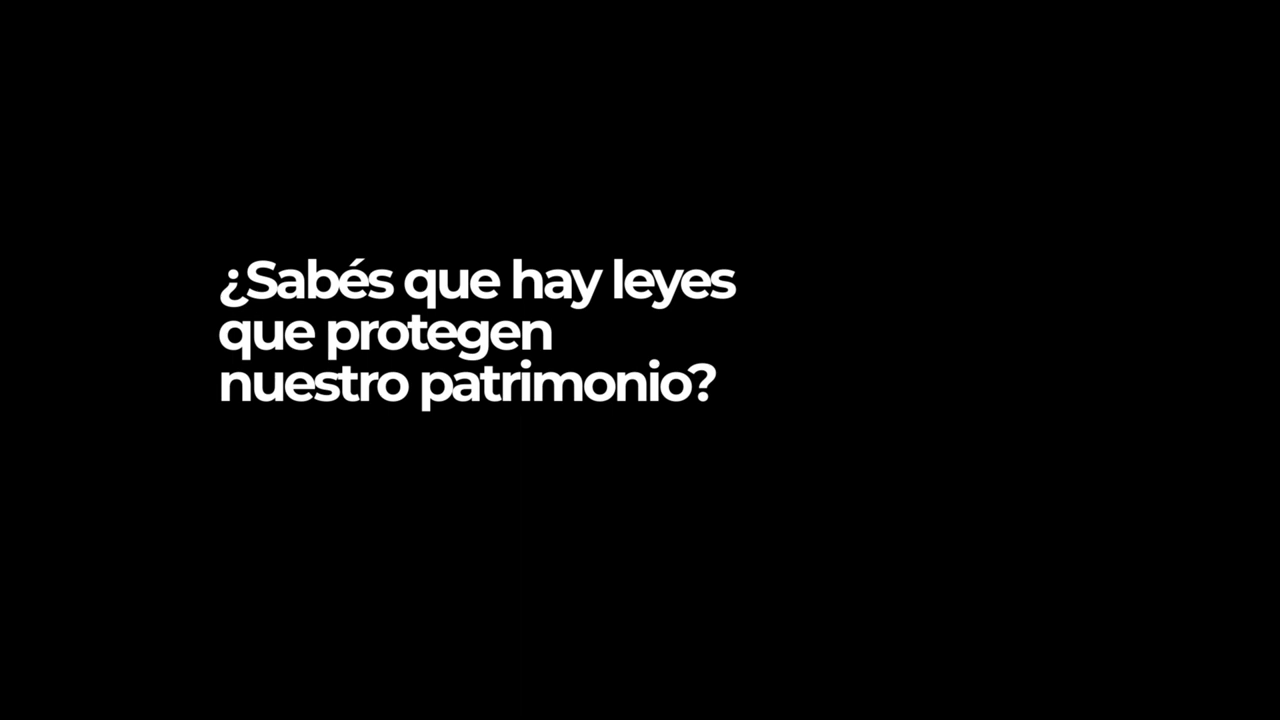 ¿Sabés que hay leyes
que protegen
nuestro patrimonio?